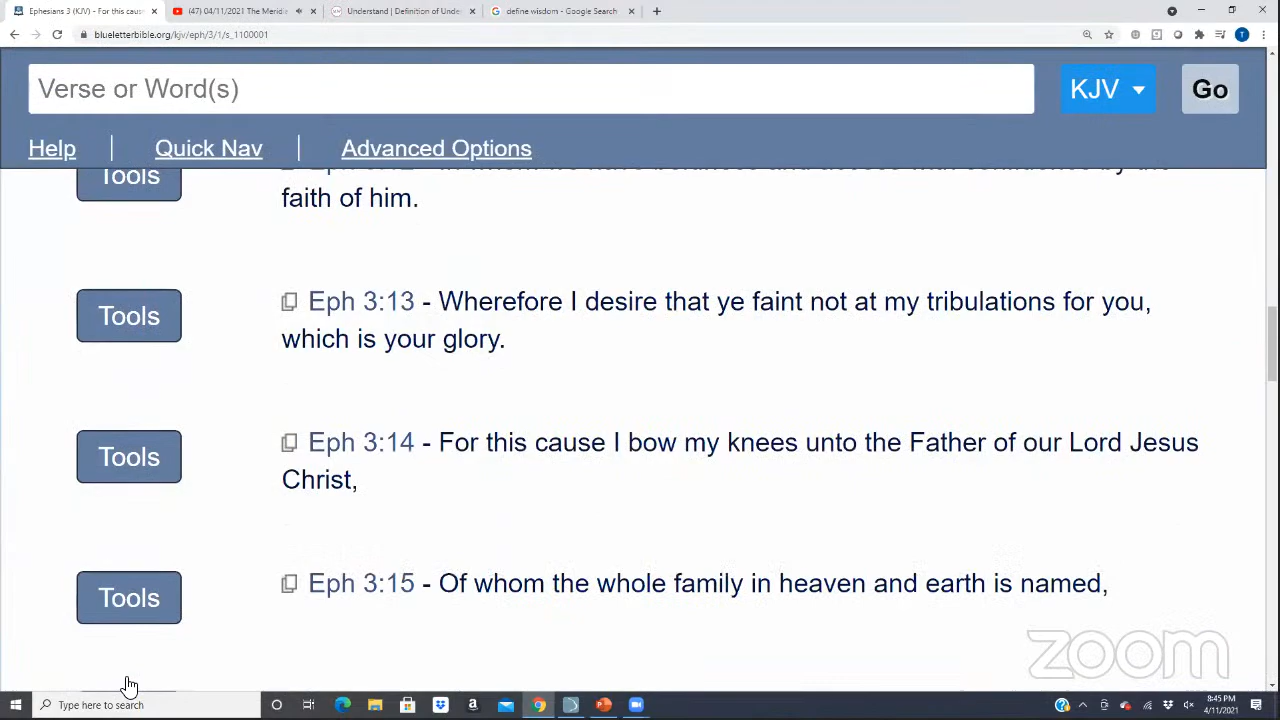 Ephesians 3 (KJV) - For this cause
(47) 04/11/2021 The Meridi
Understand | Definition of Unde
define wisdom - Google Search
blueletterbible.org/kjv/eph/3/1/s_1100001
T
Verse or Word(s)
KJV
Go
Help
Quick Nav
Advanced Options
Tools
faith of him.
Tools
Eph 3:13 - Wherefore I desire that ye faint not at my tribulations for you,
which is your glory.
Tools
Eph 3:14 - For this cause I bow my knees unto the Father of our Lord Jesus
Christ,
Tools
Eph 3:15 - Of whom the whole family in heaven and earth is named,
zoom
Type here to search
8:45 PM
4/11/2021